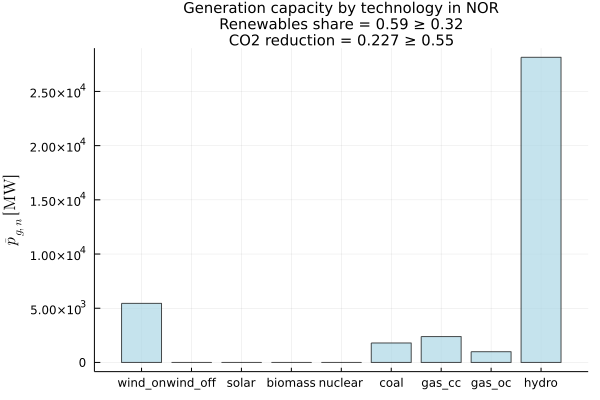 Generation capacity by technology in NOR
Renewables share = 0.59 ≥ 0.32
CO2 reduction = 0.227 ≥ 0.55
p̄_{g,n} [MW]
2.50×10⁴
2.00×10⁴
1.50×10⁴
1.00×10⁴
5.00×10³
0
wind_on wind_off solar biomass nuclear coal gas_cc gas_oc hydro